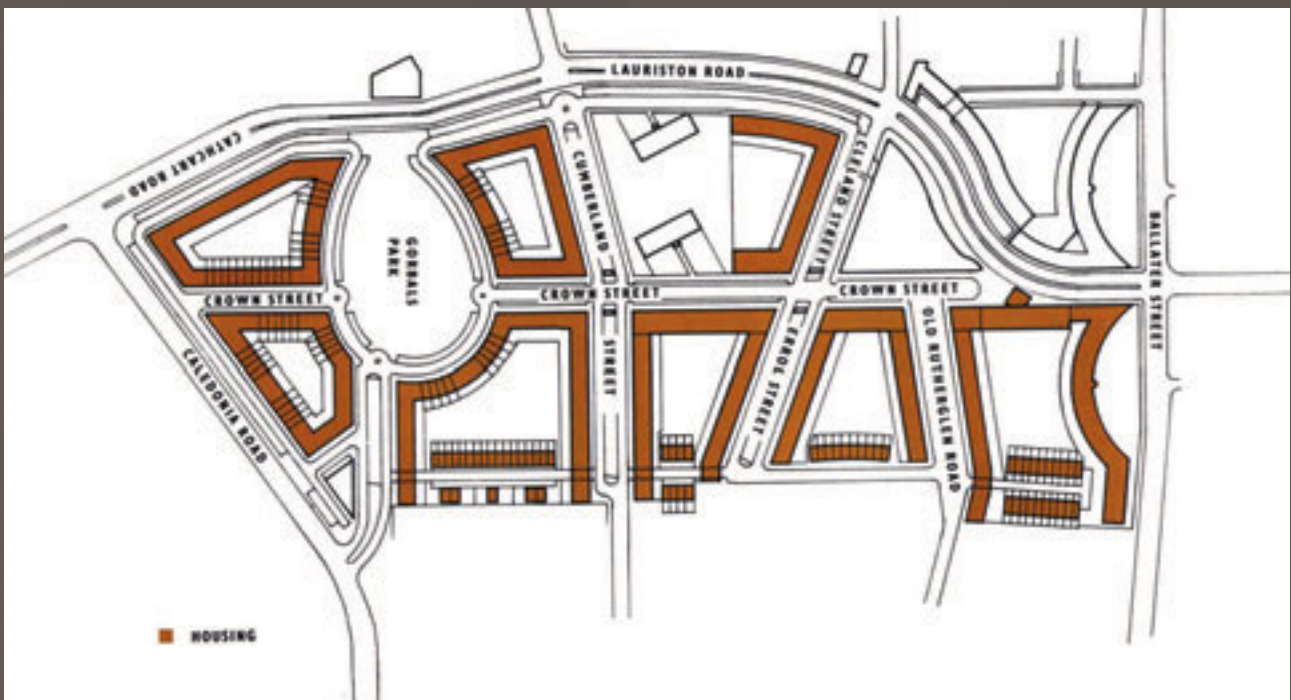 LAURISTON ROAD
CATHCART ROAD
CUMBERLAND
CLELAND STREET
GORBALS
PARK
BALLATER STREET
CROWN STREET
CROWN STREET
CROWN STREET
STREET
ERROL STREET
OLD RUTHERGLEN ROAD
CALEDONIA ROAD
HOUSING